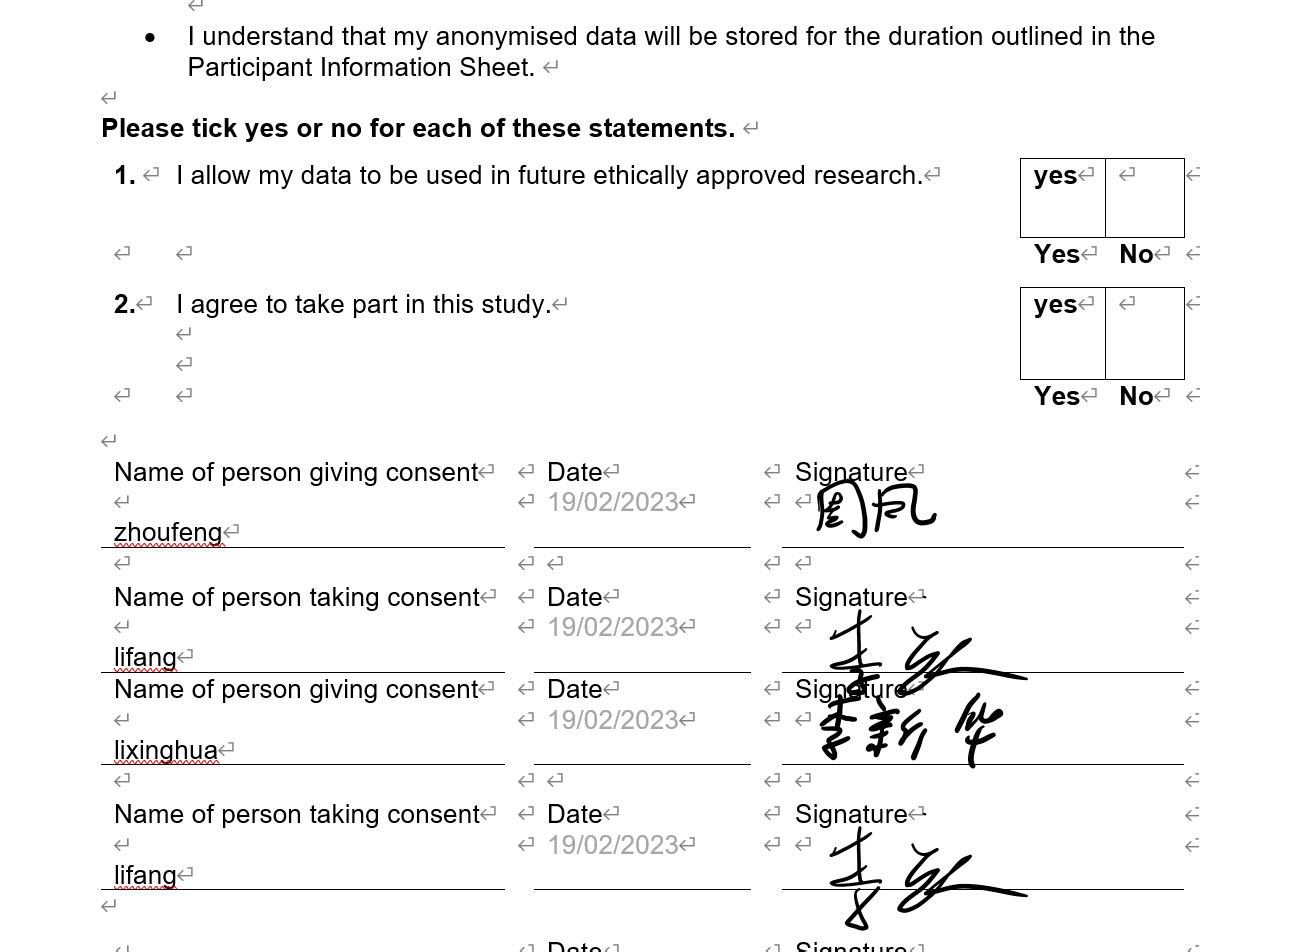 • I understand that my anonymised data will be stored for the duration outlined in the
Participant Information Sheet.
Please tick yes or no for each of these statements.
1. I allow my data to be used in future ethically approved research. yes
Yes No
2. I agree to take part in this study. yes
Yes No
Name of person giving consent Date Signature
19/02/2023 周风
zhoufeng
Name of person taking consent Date Signature
19/02/2023
lifang
Name of person giving consent Date Signature
19/02/2023 李新华
lixinghua
Name of person taking consent Date Signature
19/02/2023
lifang
Date Signature